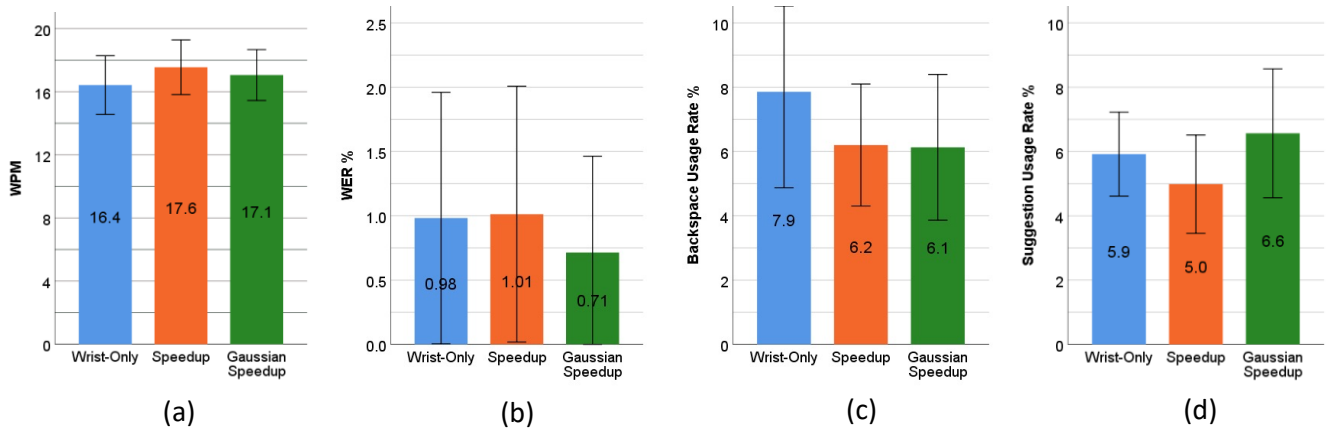 20
16
12
8
4
0
WPM
16.4
17.6
17.1
Wrist-Only
Speedup
Gaussian
Speedup
(a)
2.5
2.0
1.5
1.0
0.5
0.0
WER %
0.98
1.01
0.71
Wrist-Only
Speedup
Gaussian
Speedup
(b)
10
8
6
4
2
0
Backspace Usage Rate %
7.9
6.2
6.1
Wrist-Only
Speedup
Gaussian
Speedup
(c)
10
8
6
4
2
0
Suggestion Usage Rate %
5.9
5.0
6.6
Wrist-Only
Speedup
Gaussian
Speedup
(d)